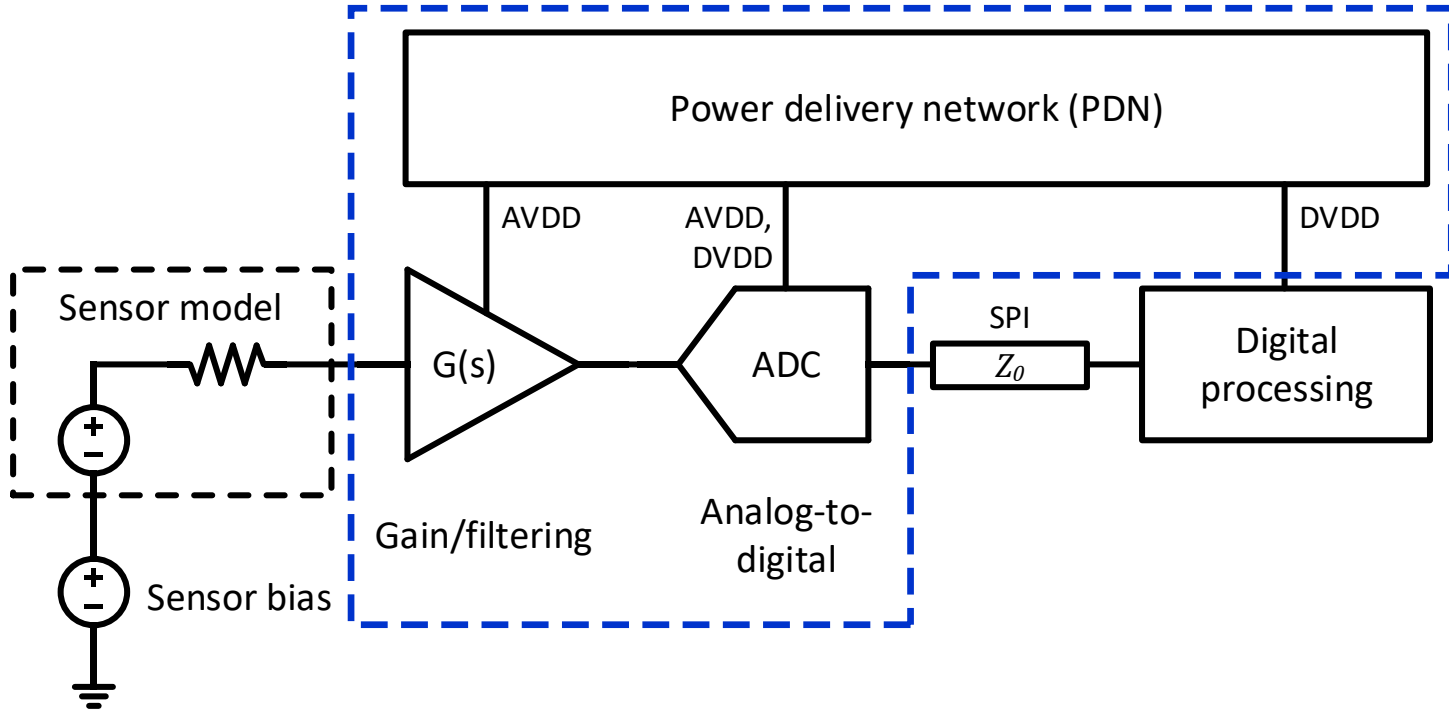 Power delivery network (PDN)
AVDD
AVDD,
DVDD
DVDD
Sensor model
+
-
G(s)
ADC
SPI
Z0
Digital
processing
Gain/filtering
Analog-to-
digital
+
-
Sensor bias